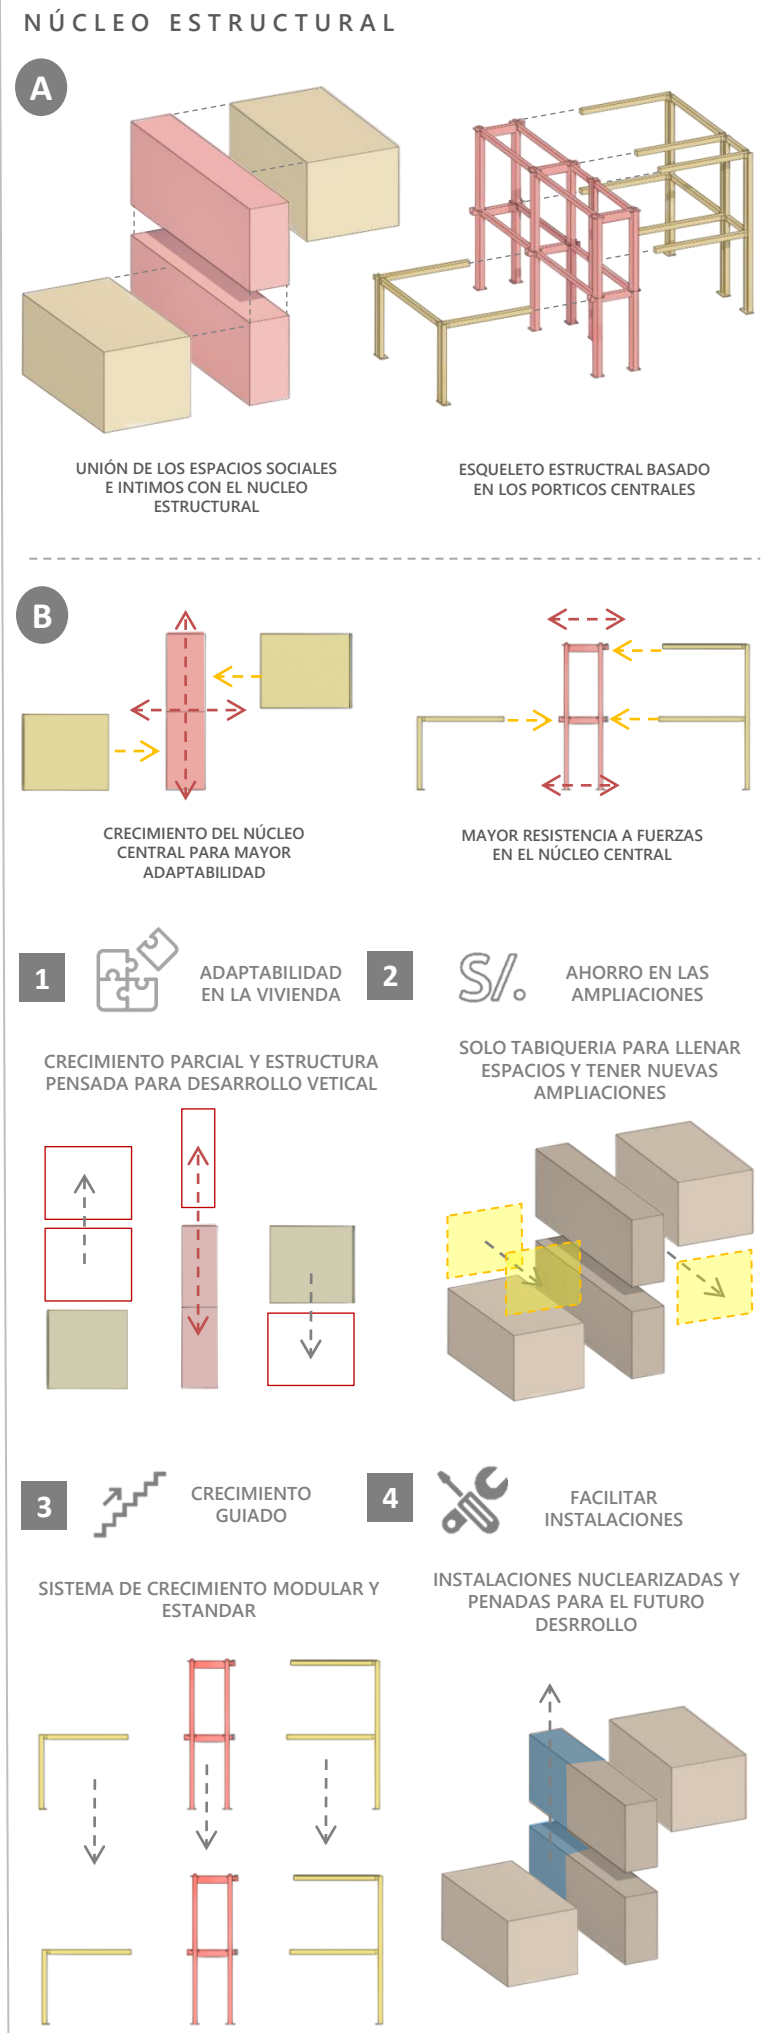 NÚCLEO ESTRUCTURAL
A
UNIÓN DE LOS ESPACIOS SOCIALES
E INTIMOS CON EL NUCLEO
ESTRUCTURAL
ESQUELETO ESTRUCTRAL BASADO
EN LOS PORTICOS CENTRALES
B
CRECIMIENTO DEL NÚCLEO
CENTRAL PARA MAYOR
ADAPTABILIDAD
MAYOR RESISTENCIA A FUERZAS
EN EL NÚCLEO CENTRAL
1
ADAPTABILIDAD
EN LA VIVIENDA
CRECIMIENTO PARCIAL Y ESTRUCTURA
PENSADA PARA DESARROLLO VETICAL
2
S/.
AHORRO EN LAS
AMPLIACIONES
SOLO TABIQUERIA PARA LLENAR
ESPACIOS Y TENER NUEVAS
AMPLIACIONES
3
CRECIMIENTO
GUIADO
SISTEMA DE CRECIMIENTO MODULAR Y
ESTANDAR
4
FACILITAR
INSTALACIONES
INSTALACIONES NUCLEARIZADAS Y
PENADAS PARA EL FUTURO
DESRROLLO